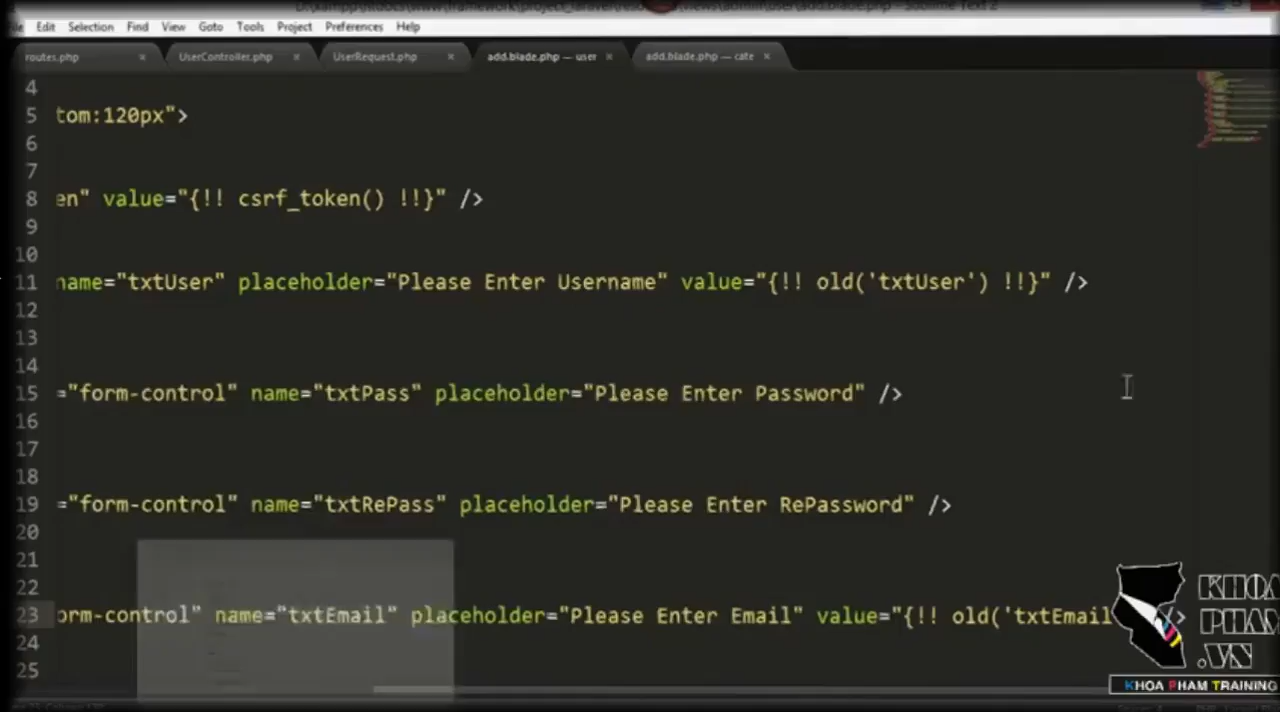 Edit Selection Find View Goto Tools Project Preferences Help
routes.php × UserController.php × UserRequest.php × add.blade.php — user × add.blade.php — cate ×
4
5 tom:120px">
6
7
8 en" value="{!! csrf_token() !!}" />
9
10
11 name="txtUser" placeholder="Please Enter Username" value="{!! old('txtUser') !!}" />
12
13
14
15 ="form-control" name="txtPass" placeholder="Please Enter Password" />
16
17
18
19 ="form-control" name="txtRePass" placeholder="Please Enter RePassword" />
20
21
22
23 orm-control" name="txtEmail" placeholder="Please Enter Email" value="{!! old('txtEmail />
24
25
KHOA
PHAM
.VN
KHOA PHAM TRAINING